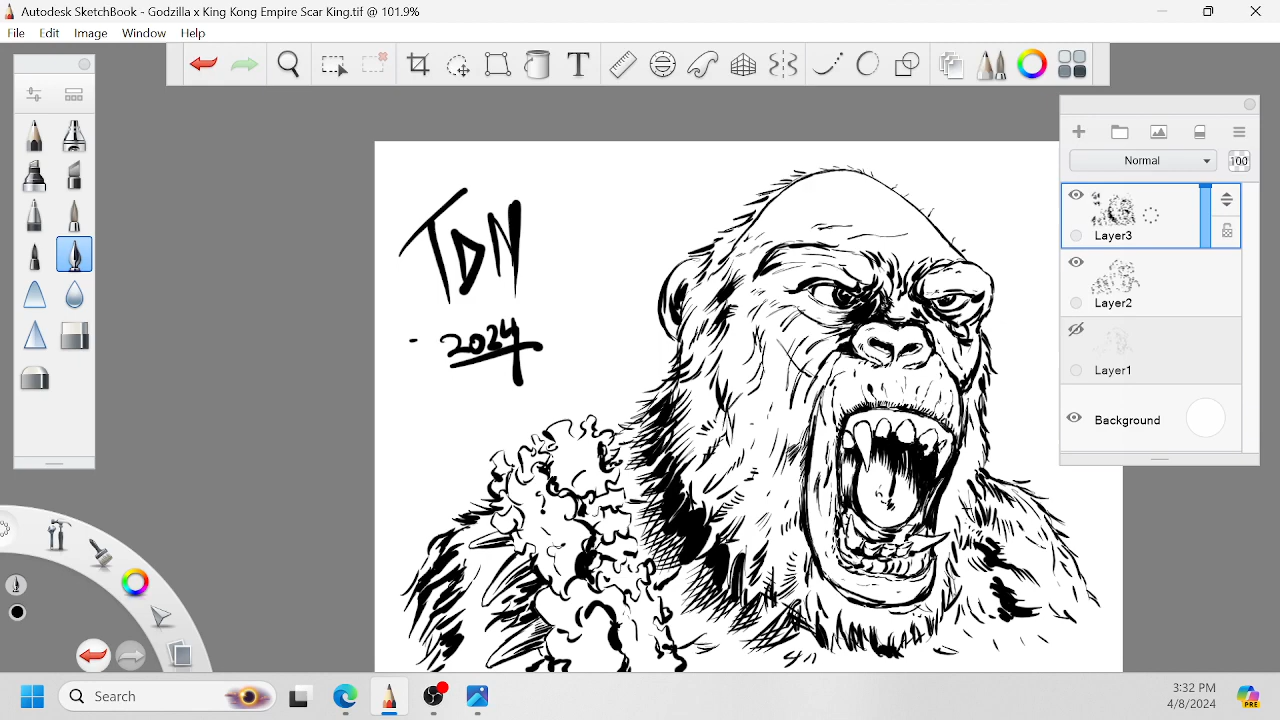 Autodesk SketchBook - Godzilla x King Kong Empire Scar King.tif @ 101.9%
File Edit Image Window Help
T
Normal
100
Layer3
Layer2
Layer1
Background
TDN
2024
Search
3:32 PM
4/8/2024
PRE